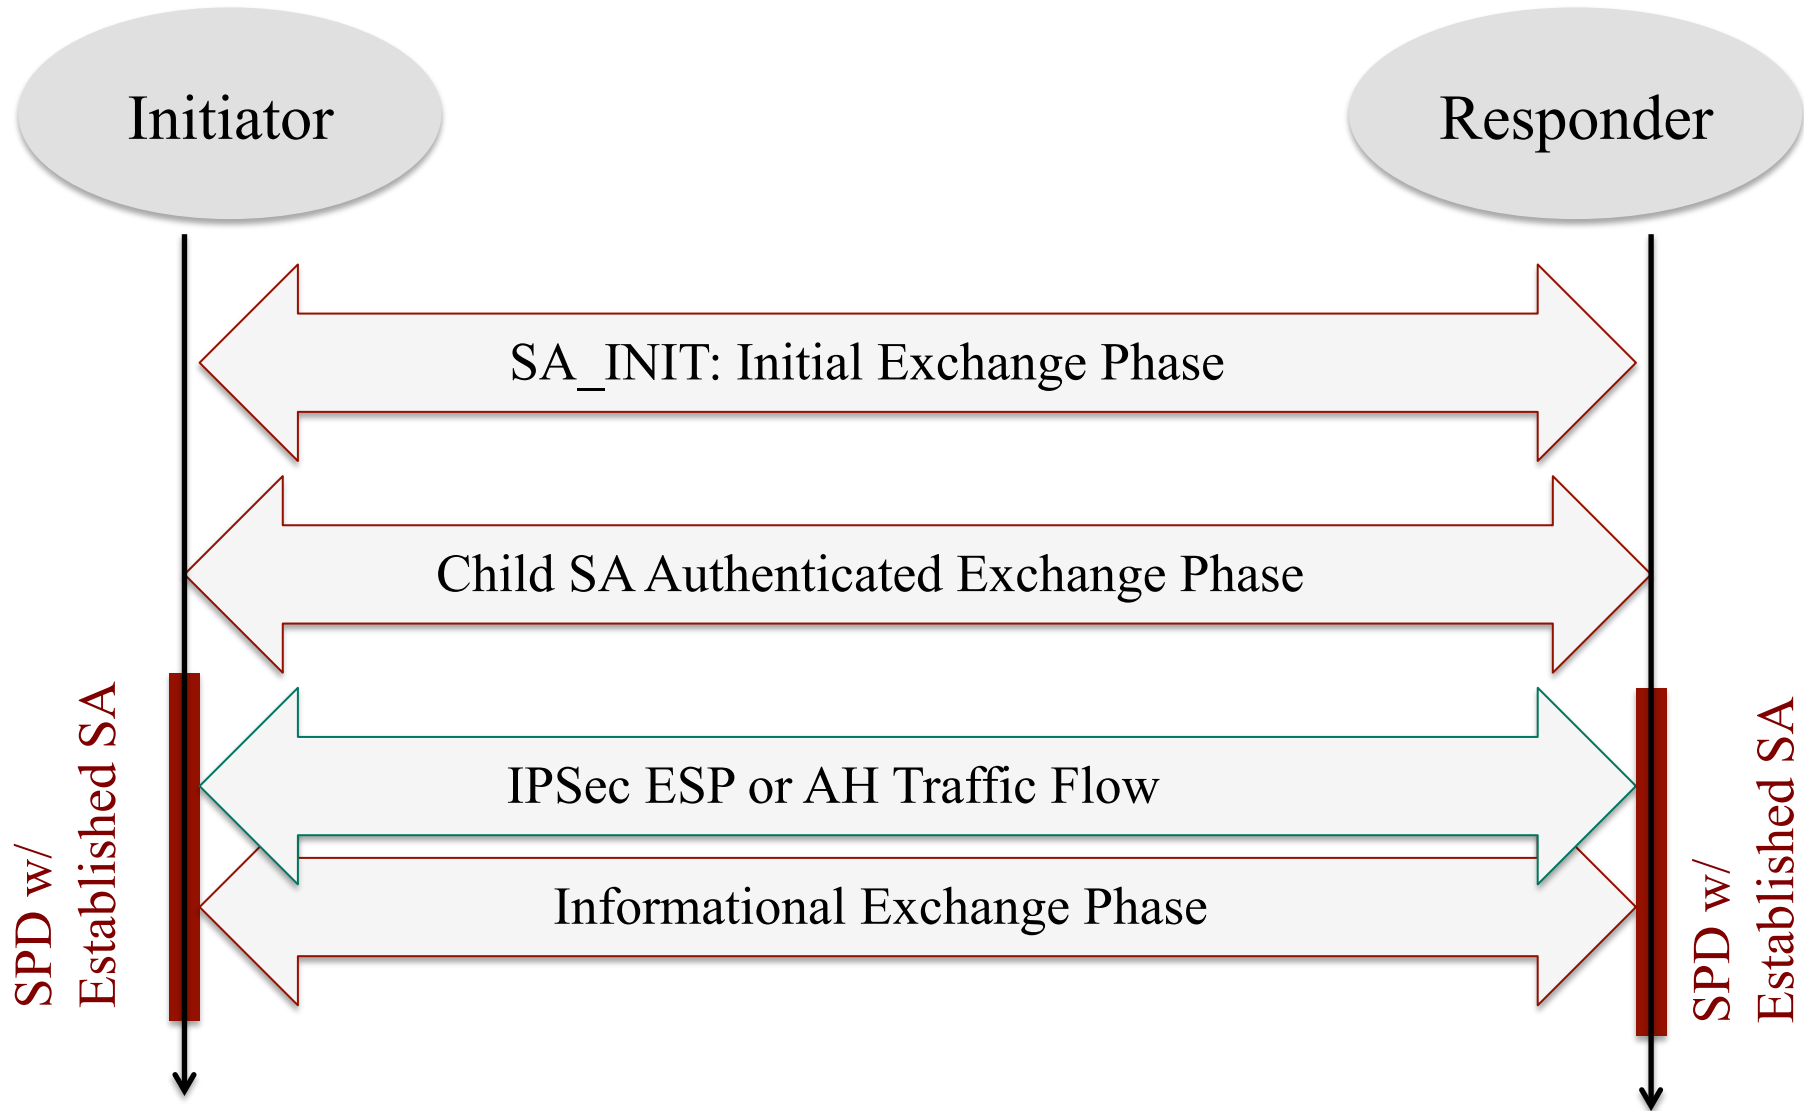 Initiator
Responder
SA_INIT: Initial Exchange Phase
Child SA Authenticated Exchange Phase
IPSec ESP or AH Traffic Flow
Informational Exchange Phase
SPD w/
Established SA
SPD w/
Established SA